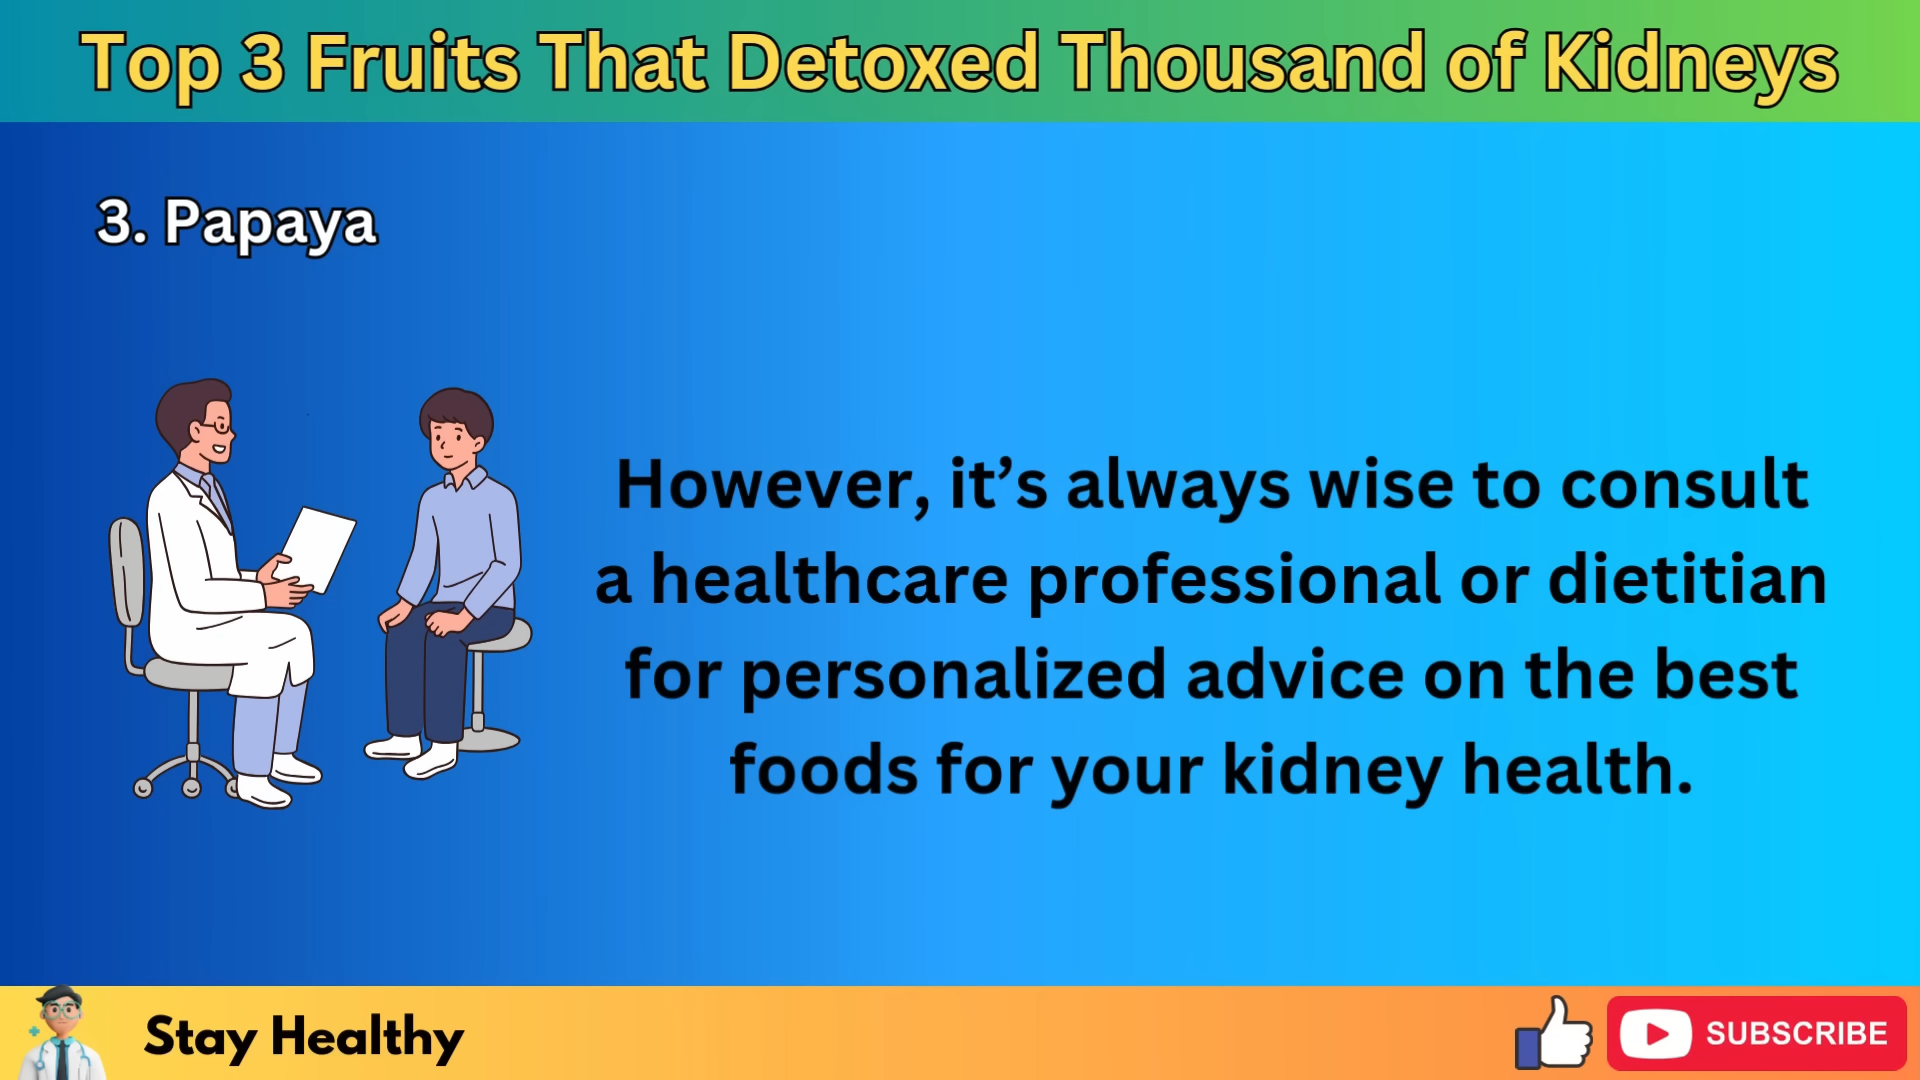 Top 3 Fruits That Detoxed Thousand of Kidneys
3. Papaya
However, it’s always wise to consult
a healthcare professional or dietitian
for personalized advice on the best
foods for your kidney health.
Stay Healthy
SUBSCRIBE